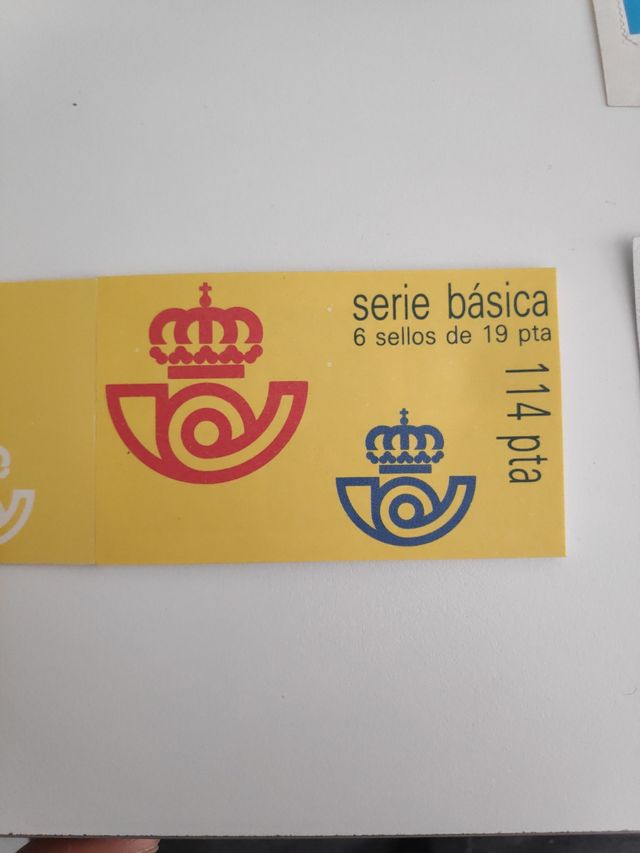 serie básica
6 sellos de 19 pta
114 pta